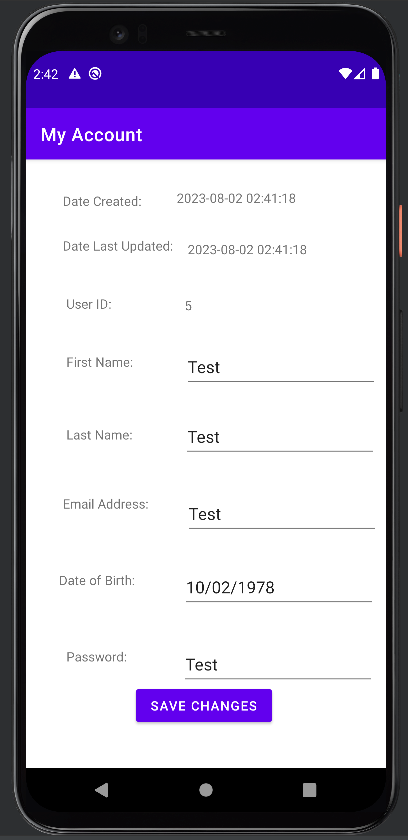 2:42
My Account
Date Created: 2023-08-02 02:41:18
Date Last Updated: 2023-08-02 02:41:18
User ID: 5
First Name: Test
Last Name: Test
Email Address: Test
Date of Birth: 10/02/1978
Password: Test
SAVE CHANGES